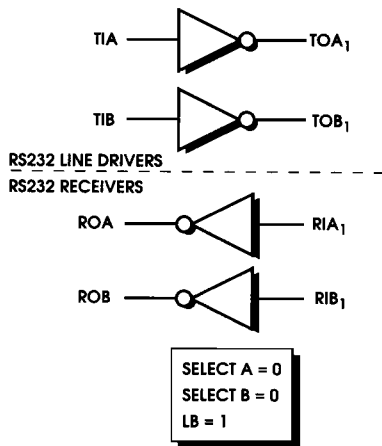 TIA TOA₁
TIB TOB₁
RS232 LINE DRIVERS
RS232 RECEIVERS
ROA RIA₁
ROB RIB₁
SELECT A = 0
SELECT B = 0
LB = 1